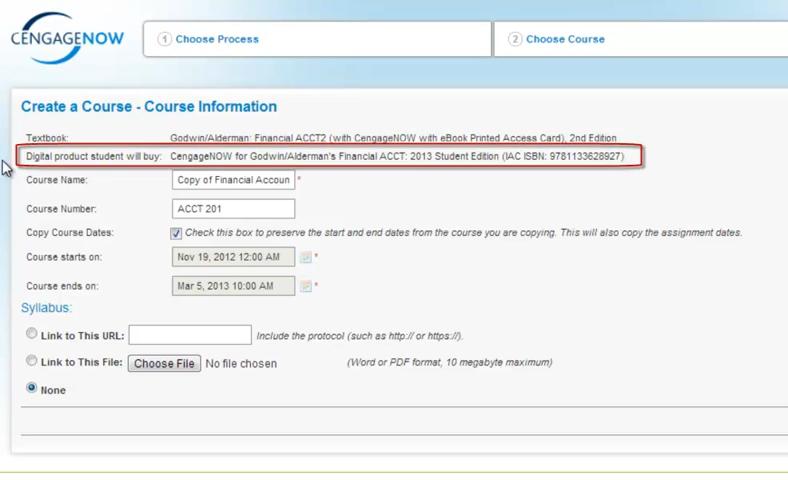 CENGAGENOW
1 Choose Process
2 Choose Course
Create a Course - Course Information
Textbook: Godwin/Alderman: Financial ACCT2 (with CengageNOW with eBook Printed Access Card), 2nd Edition
Digital product student will buy: CengageNOW for Godwin/Alderman's Financial ACCT: 2013 Student Edition (IAC ISBN: 9781133628927)
Course Name: Copy of Financial Accoun *
Course Number: ACCT 201
Copy Course Dates: Check this box to preserve the start and end dates from the course you are copying. This will also copy the assignment dates.
Course starts on: Nov 19, 2012 12:00 AM *
Course ends on: Mar 5, 2013 10:00 AM *
Syllabus:
Link to This URL: Include the protocol (such as http:// or https://).
Link to This File: Choose File No file chosen (Word or PDF format, 10 megabyte maximum)
None